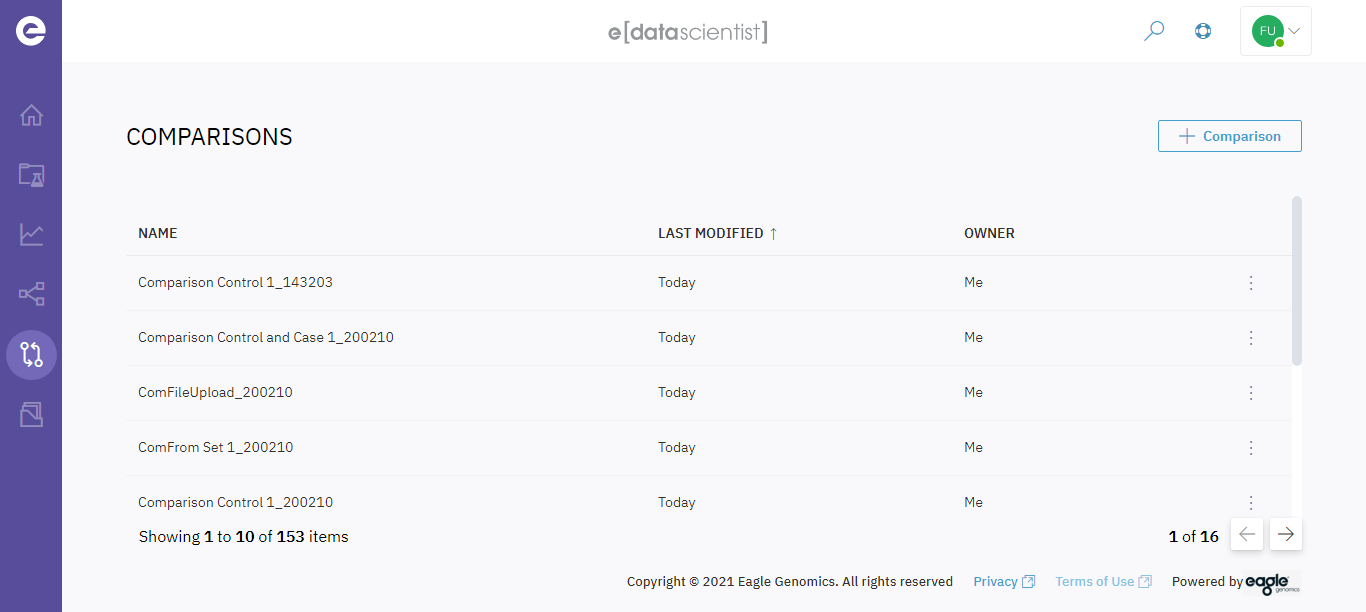 e[datascientist]
FU
COMPARISONS
Comparison
NAME LAST MODIFIED ↑ OWNER
Comparison Control 1_143203 Today Me
Comparison Control and Case 1_200210 Today Me
ComFileUpload_200210 Today Me
ComFrom Set 1_200210 Today Me
Comparison Control 1_200210 Today Me
Showing 1 to 10 of 153 items 1 of 16
Copyright © 2021 Eagle Genomics. All rights reserved Privacy Terms of Use Powered by eagle genomics